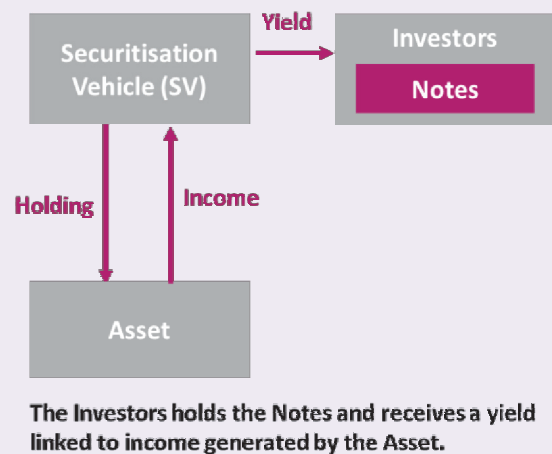 Yield
Securitisation
Vehicle (SV)
Investors
Notes
Holding
Income
Asset
The Investors holds the Notes and receives a yield
linked to income generated by the Asset.